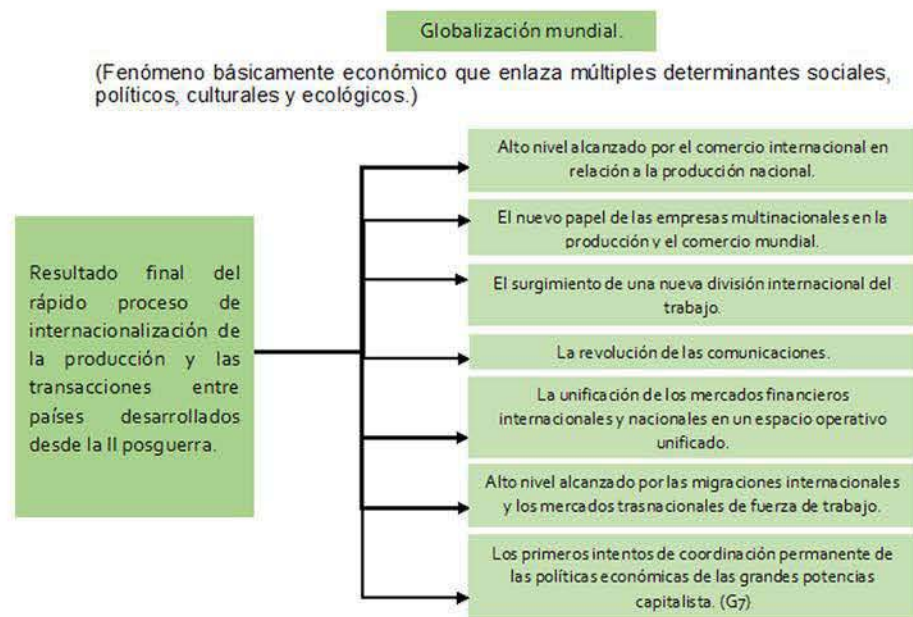 Globalización mundial.
(Fenómeno básicamente económico que enlaza múltiples determinantes sociales,
políticos, culturales y ecológicos.)
Resultado final del
rápido proceso de
internacionalización de
la producción y las
transacciones entre
países desarrollados
desde la II posguerra.
Alto nivel alcanzado por el comercio internacional en
relación a la producción nacional.
El nuevo papel de las empresas multinacionales en la
producción y el comercio mundial.
El surgimiento de una nueva división internacional del
trabajo.
La revolución de las comunicaciones.
La unificación de los mercados financieros
internacionales y nacionales en un espacio operativo
unificado.
Alto nivel alcanzado por las migraciones internacionales
y los mercados trasnacionales de fuerza de trabajo.
Los primeros intentos de coordinación permanente de
las políticas económicas de las grandes potencias
capitalista. (G7)